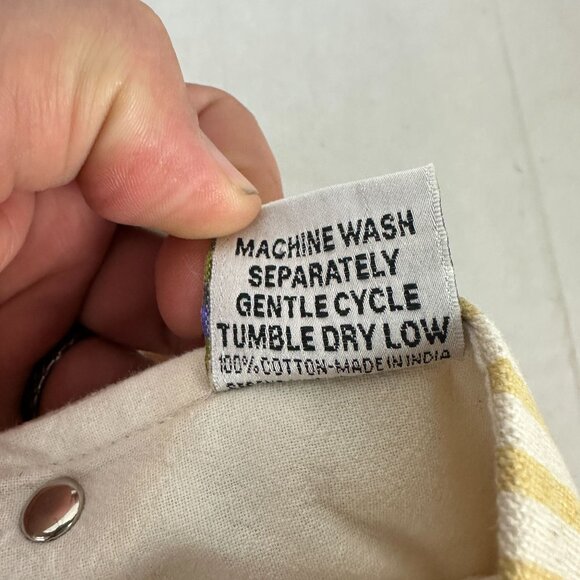 MACHINE WASH
SEPARATELY
GENTLE CYCLE
TUMBLE DRY LOW
100% COTTON-MADE IN INDIA